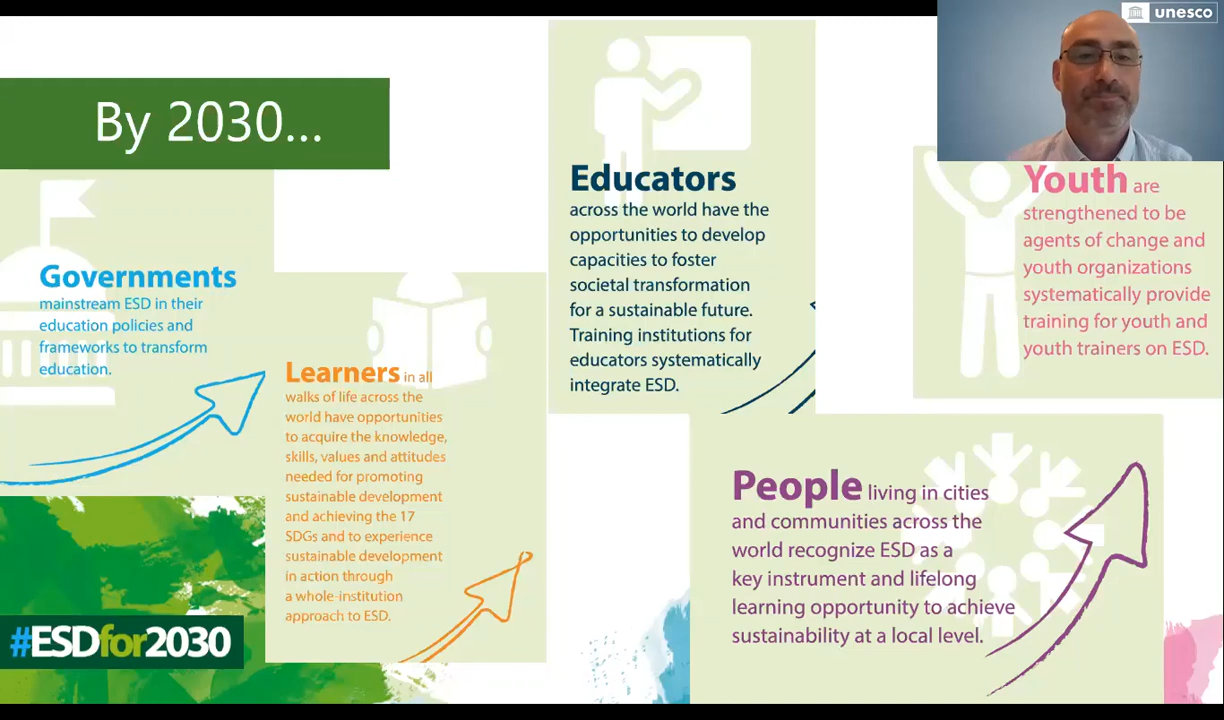 unesco
By 2030...
Governments
mainstream ESD in their
education policies and
frameworks to transform
education.
Learners in all
walks of life across the
world have opportunities
to acquire the knowledge,
skills, values and attitudes
needed for promoting
sustainable development
and achieving the 17
SDGs and to experience
sustainable development
in action through
a whole-institution
approach to ESD.
Educators
across the world have the
opportunities to develop
capacities to foster
societal transformation
for a sustainable future.
Training institutions for
educators systematically
integrate ESD.
Youth are
strengthened to be
agents of change and
youth organizations
systematically provide
training for youth and
youth trainers on ESD.
People living in cities
and communities across the
world recognize ESD as a
key instrument and lifelong
learning opportunity to achieve
sustainability at a local level.
#ESDfor2030